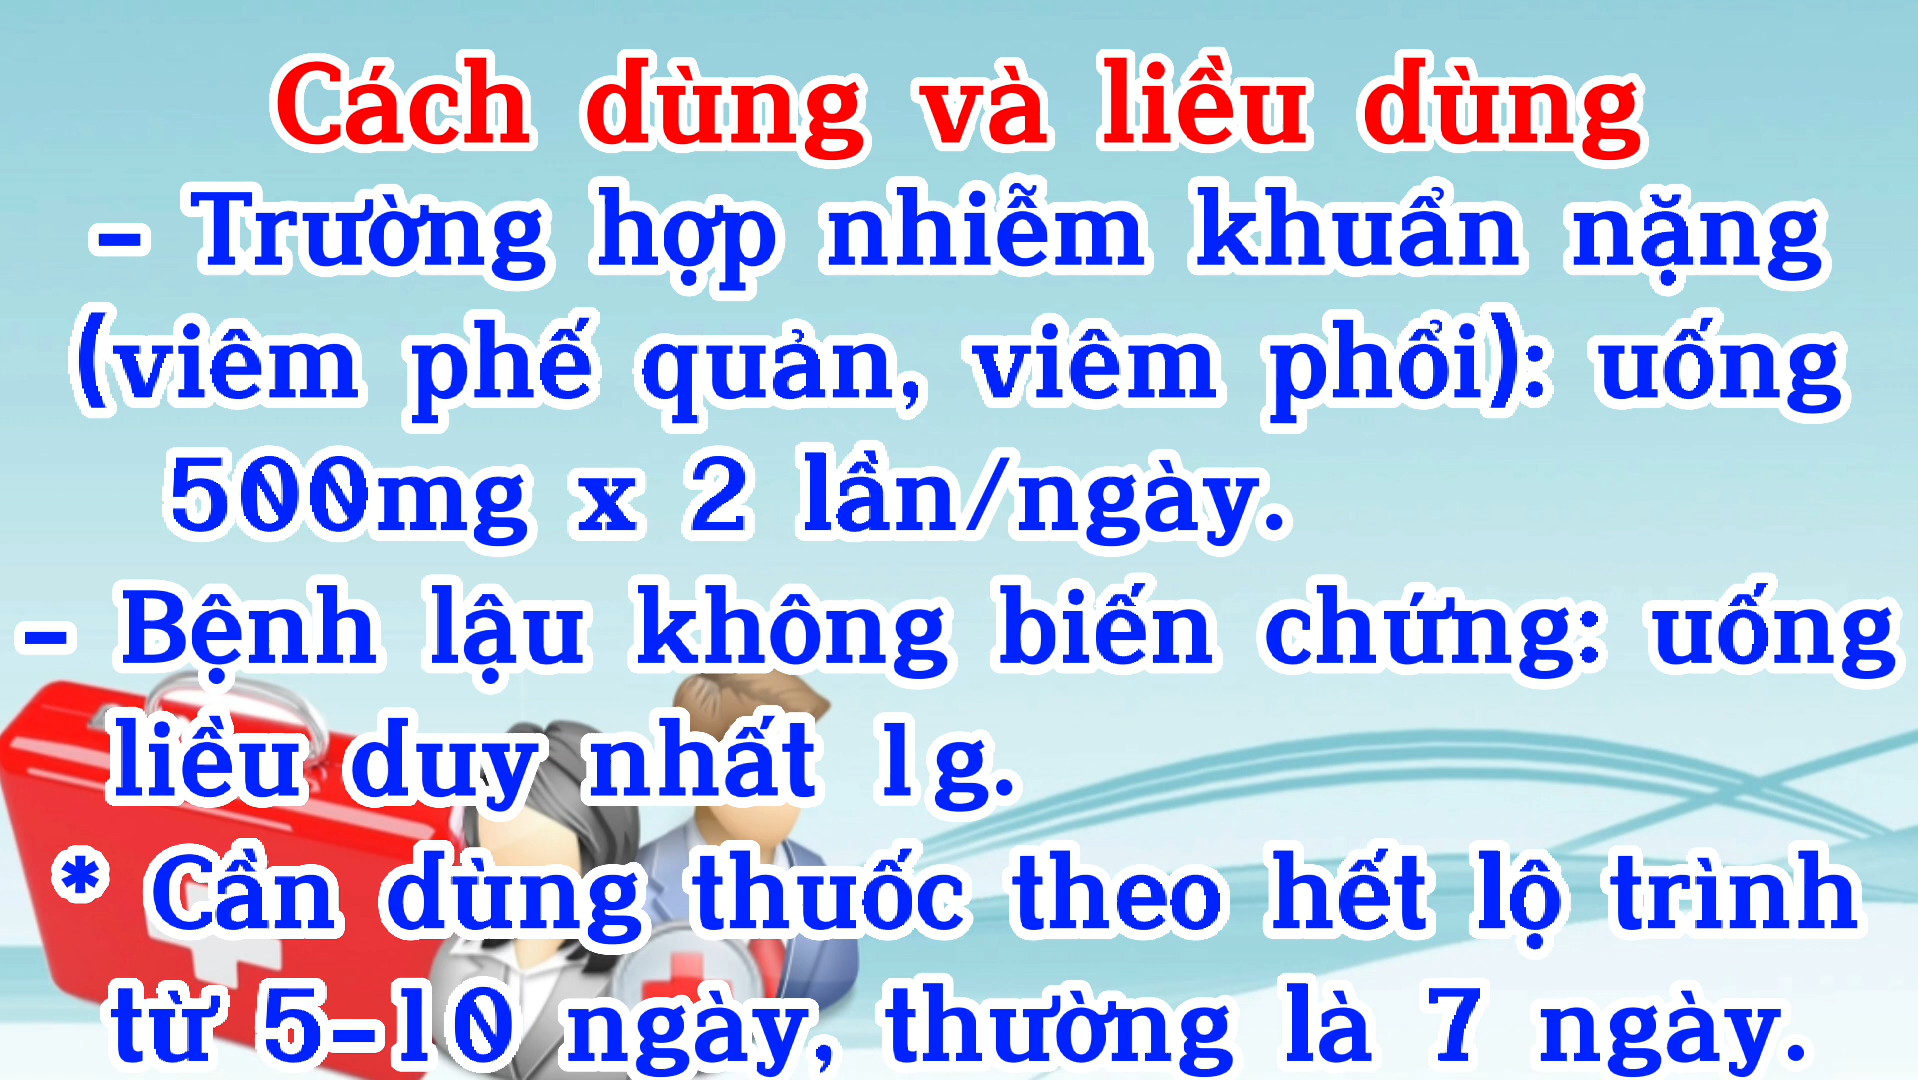 Cách dùng và liều dùng
- Trường hợp nhiễm khuẩn nặng
(viêm phế quản, viêm phổi): uống
500mg x 2 lần/ngày.
- Bệnh lậu không biến chứng: uống
liều duy nhất 1g.
* Cần dùng thuốc theo hết lộ trình
từ 5-10 ngày, thường là 7 ngày.